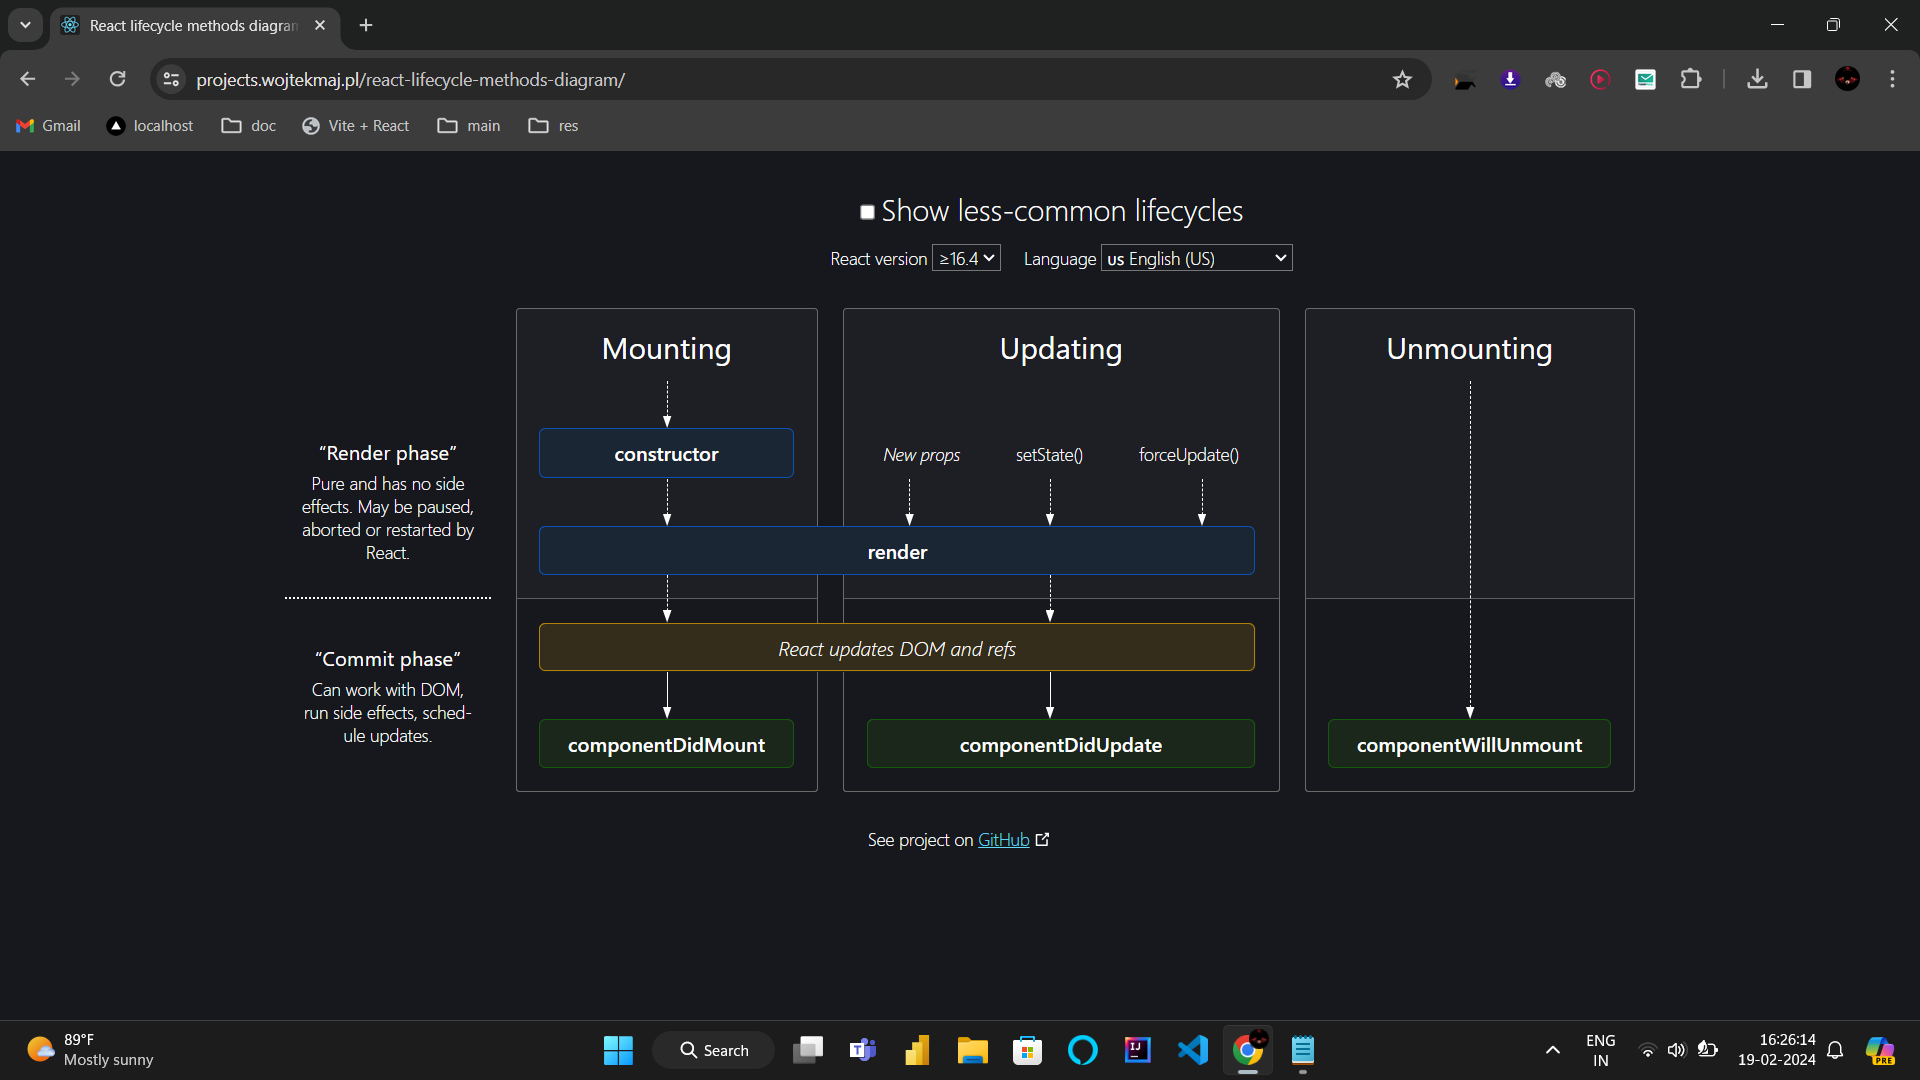 React lifecycle methods diagran
projects.wojtekmaj.pl/react-lifecycle-methods-diagram/
Gmail
localhost
doc
Vite + React
main
res
Show less-common lifecycles
React version ≥16.4 Language US English (US)
Mounting
Updating
Unmounting
“Render phase”
Pure and has no side
effects. May be paused,
aborted or restarted by
React.
constructor
New props
setState()
forceUpdate()
render
“Commit phase”
Can work with DOM,
run side effects, sched-
ule updates.
React updates DOM and refs
componentDidMount
componentDidUpdate
componentWillUnmount
See project on GitHub
89°F
Mostly sunny
Search
IJ
ENG
IN
16:26:14
19-02-2024
PRE